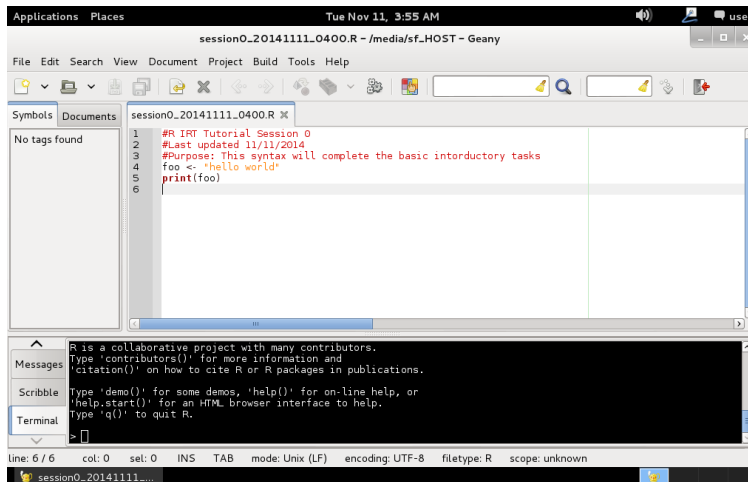 Applications Places Tue Nov 11, 3:55 AM use
session0_20141111_0400.R - /media/sf_HOST - Geany
File Edit Search View Document Project Build Tools Help
Symbols Documents session0_20141111_0400.R
No tags found
1 #R IRT Tutorial Session 0
2 #Last updated 11/11/2014
3 #Purpose: This syntax will complete the basic intorductory tasks
4 foo <- "hello world"
5 print(foo)
6
R is a collaborative project with many contributors.
Messages Type 'contributors()' for more information and
'citation()' on how to cite R or R packages in publications.
Scribble Type 'demo()' for some demos, 'help()' for on-line help, or
'help.start()' for an HTML browser interface to help.
Terminal Type 'q()' to quit R.
>
line: 6 / 6 col: 0 sel: 0 INS TAB mode: Unix (LF) encoding: UTF-8 filetype: R scope: unknown
session0_20141111_...